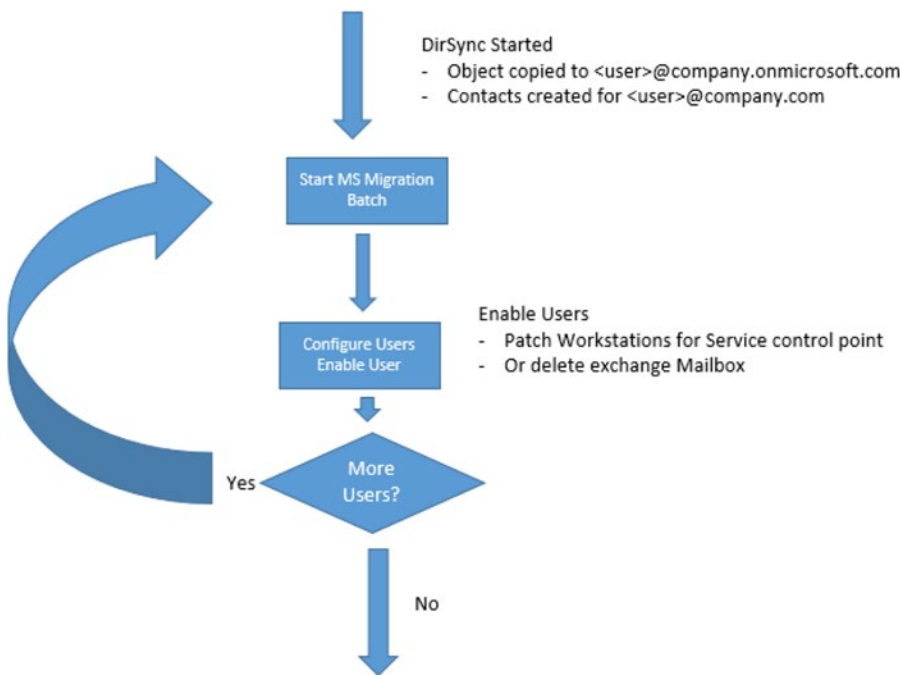 DirSync Started
- Object copied to <user>@company.onmicrosoft.com
- Contacts created for <user>@company.com
Start MS Migration
Batch
Enable Users
- Patch Workstations for Service control point
- Or delete exchange Mailbox
Configure Users
Enable User
More
Users?
Yes
No